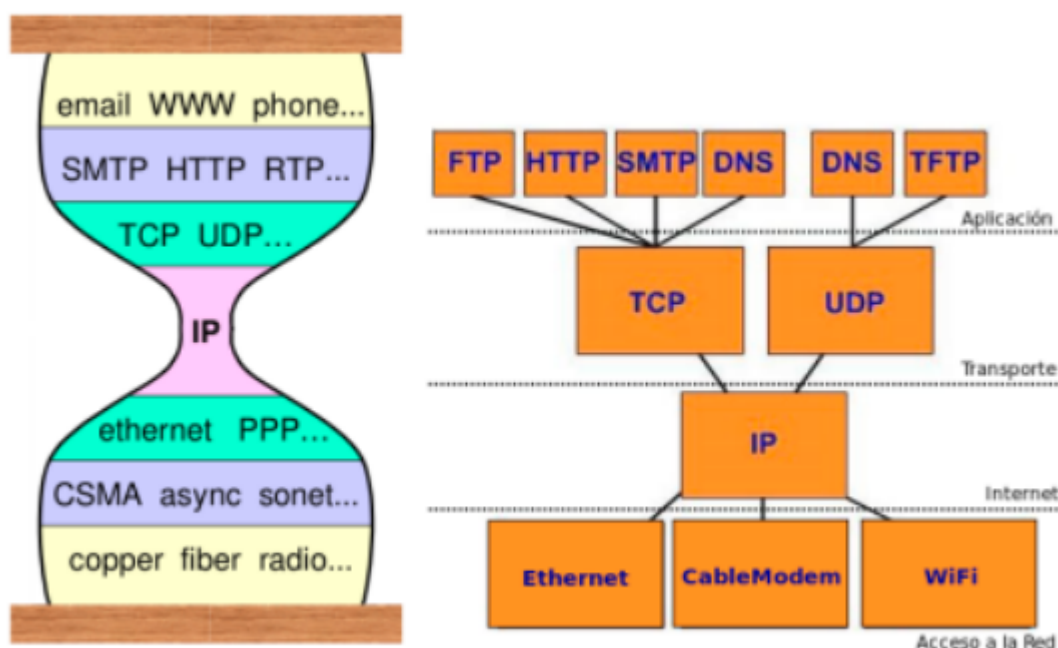 email WWW phone...
SMTP HTTP RTP...
TCP UDP...
IP
ethernet PPP...
CSMA async sonet...
copper fiber radio...
FTP HTTP SMTP DNS DNS TFTP
Aplicación
TCP UDP
Transporte
IP
Internet
Ethernet CableModem WiFi
Acceso a la Red